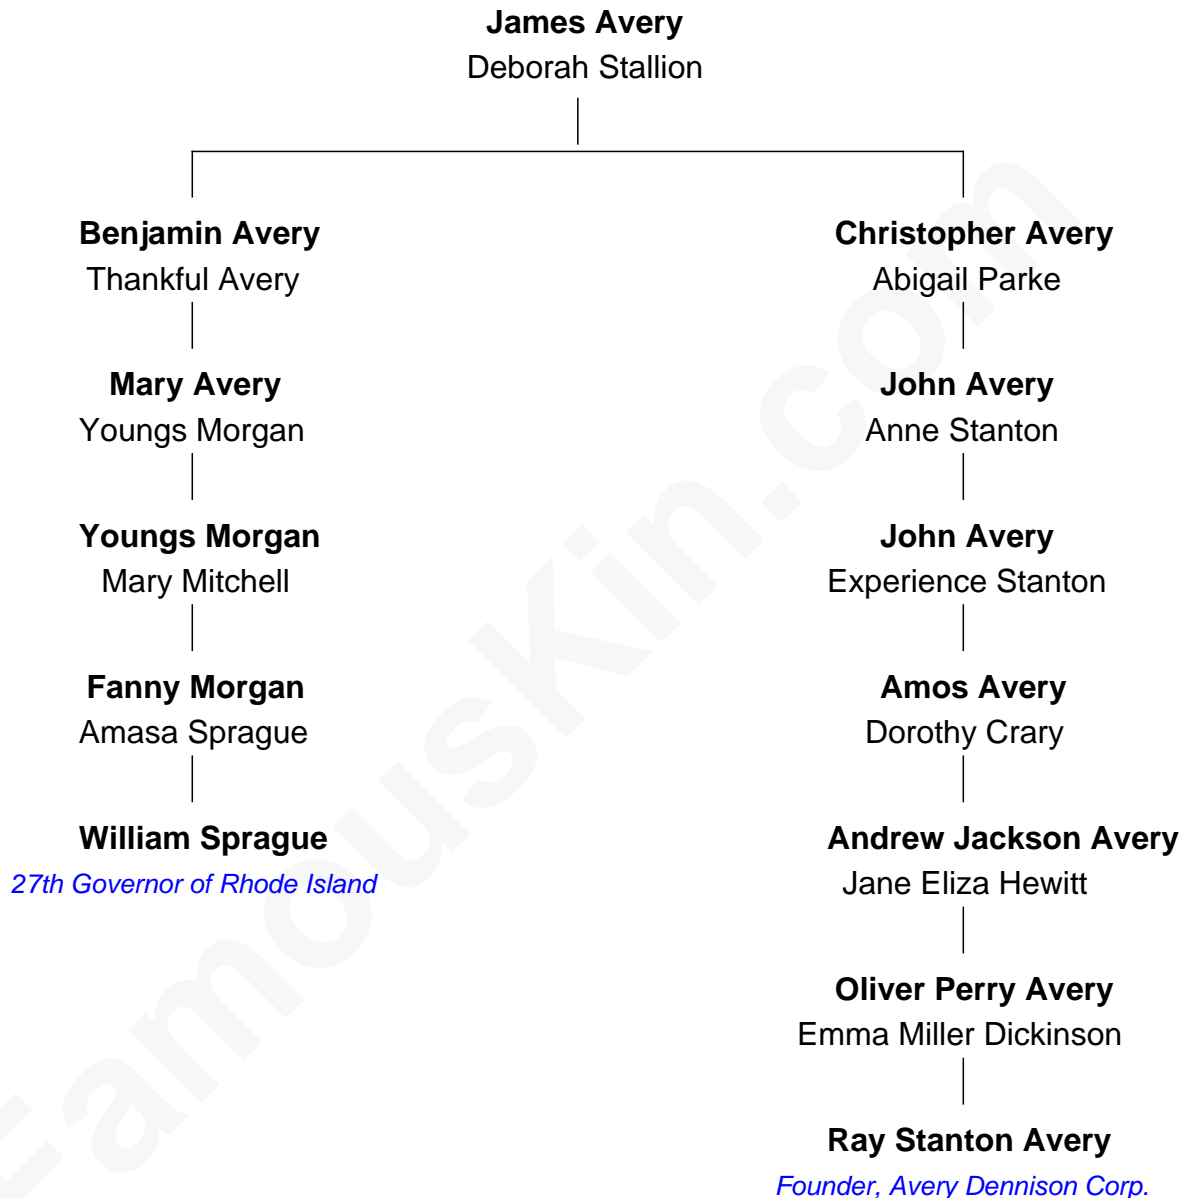 James Avery
Deborah Stallion
Benjamin Avery
Thankful Avery
Mary Avery
Youngs Morgan
Youngs Morgan
Mary Mitchell
Fanny Morgan
Amasa Sprague
William Sprague
27th Governor of Rhode Island
Christopher Avery
Abigail Parke
John Avery
Anne Stanton
John Avery
Experience Stanton
Amos Avery
Dorothy Crary
Andrew Jackson Avery
Jane Eliza Hewitt
Oliver Perry Avery
Emma Miller Dickinson
Ray Stanton Avery
Founder, Avery Dennison Corp.
FamousKin.com